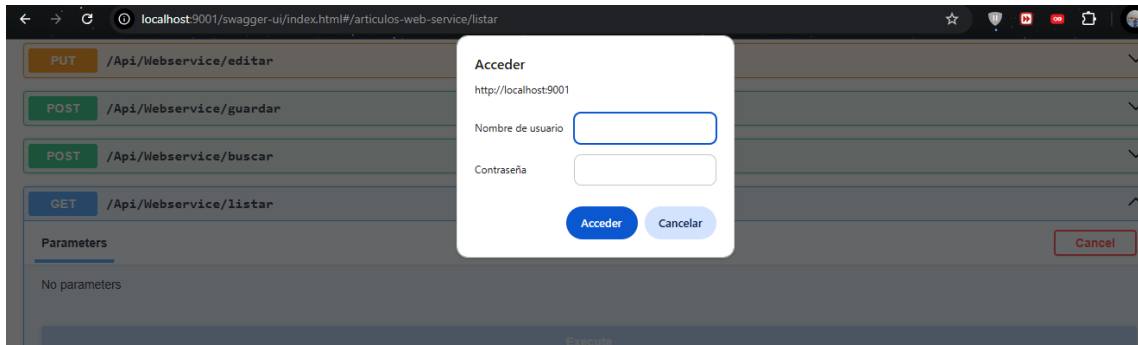 localhost:9001/swagger-ui/index.html#/articulos-web-service/listar
PUT /Api/Webservice/editar
POST /Api/Webservice/guardar
POST /Api/Webservice/buscar
GET /Api/Webservice/listar
Parameters
Cancel
No parameters
Execute
Acceder
http://localhost:9001
Nombre de usuario
Contraseña
Acceder Cancelar